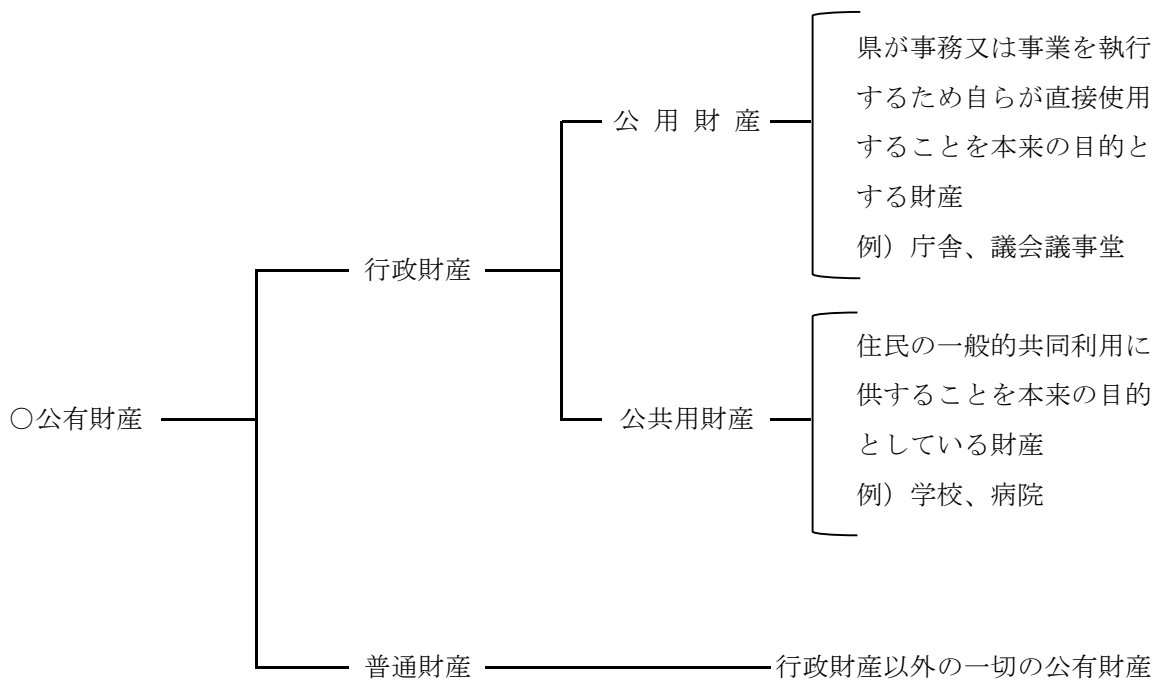 県が事務又は事業を執行
するため自らが直接使用
することを本来の目的と
する財産
例）庁舎、議会議事堂
公用財産
行政財産
住民の一般的共同利用に
供することを本来の目的
としている財産
例）学校、病院
公共用財産
○公有財産
普通財産
行政財産以外の一切の公有財産